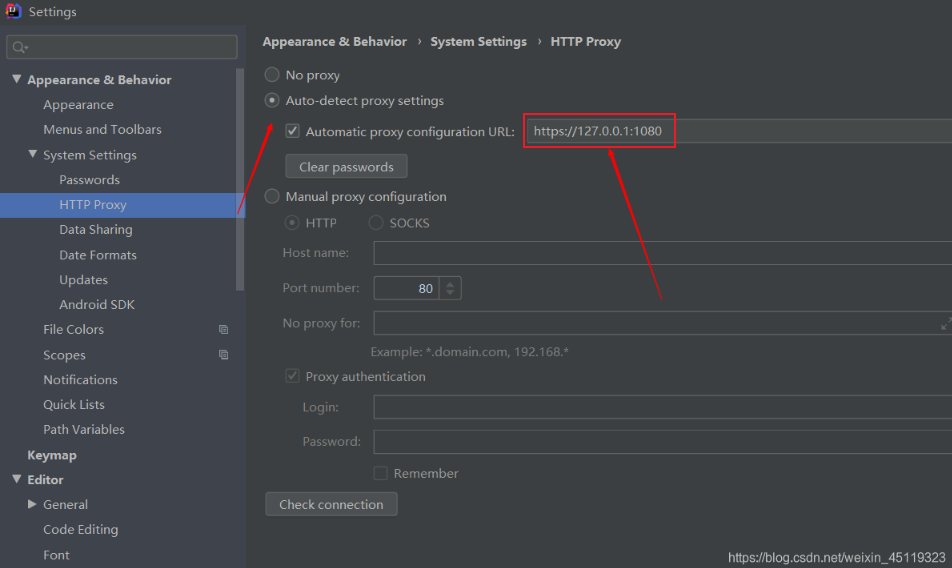 Settings
Appearance & Behavior › System Settings › HTTP Proxy
Appearance & Behavior
Appearance
Menus and Toolbars
System Settings
Passwords
HTTP Proxy
Data Sharing
Date Formats
Updates
Android SDK
File Colors
Scopes
Notifications
Quick Lists
Path Variables
Keymap
Editor
General
Code Editing
Font
No proxy
Auto-detect proxy settings
Automatic proxy configuration URL: https://127.0.0.1:1080
Clear passwords
Manual proxy configuration
HTTP SOCKS
Host name:
Port number: 80
No proxy for:
Example: *.domain.com, 192.168.*
Proxy authentication
Login:
Password:
Remember
Check connection
https://blog.csdn.net/weixin_45119323